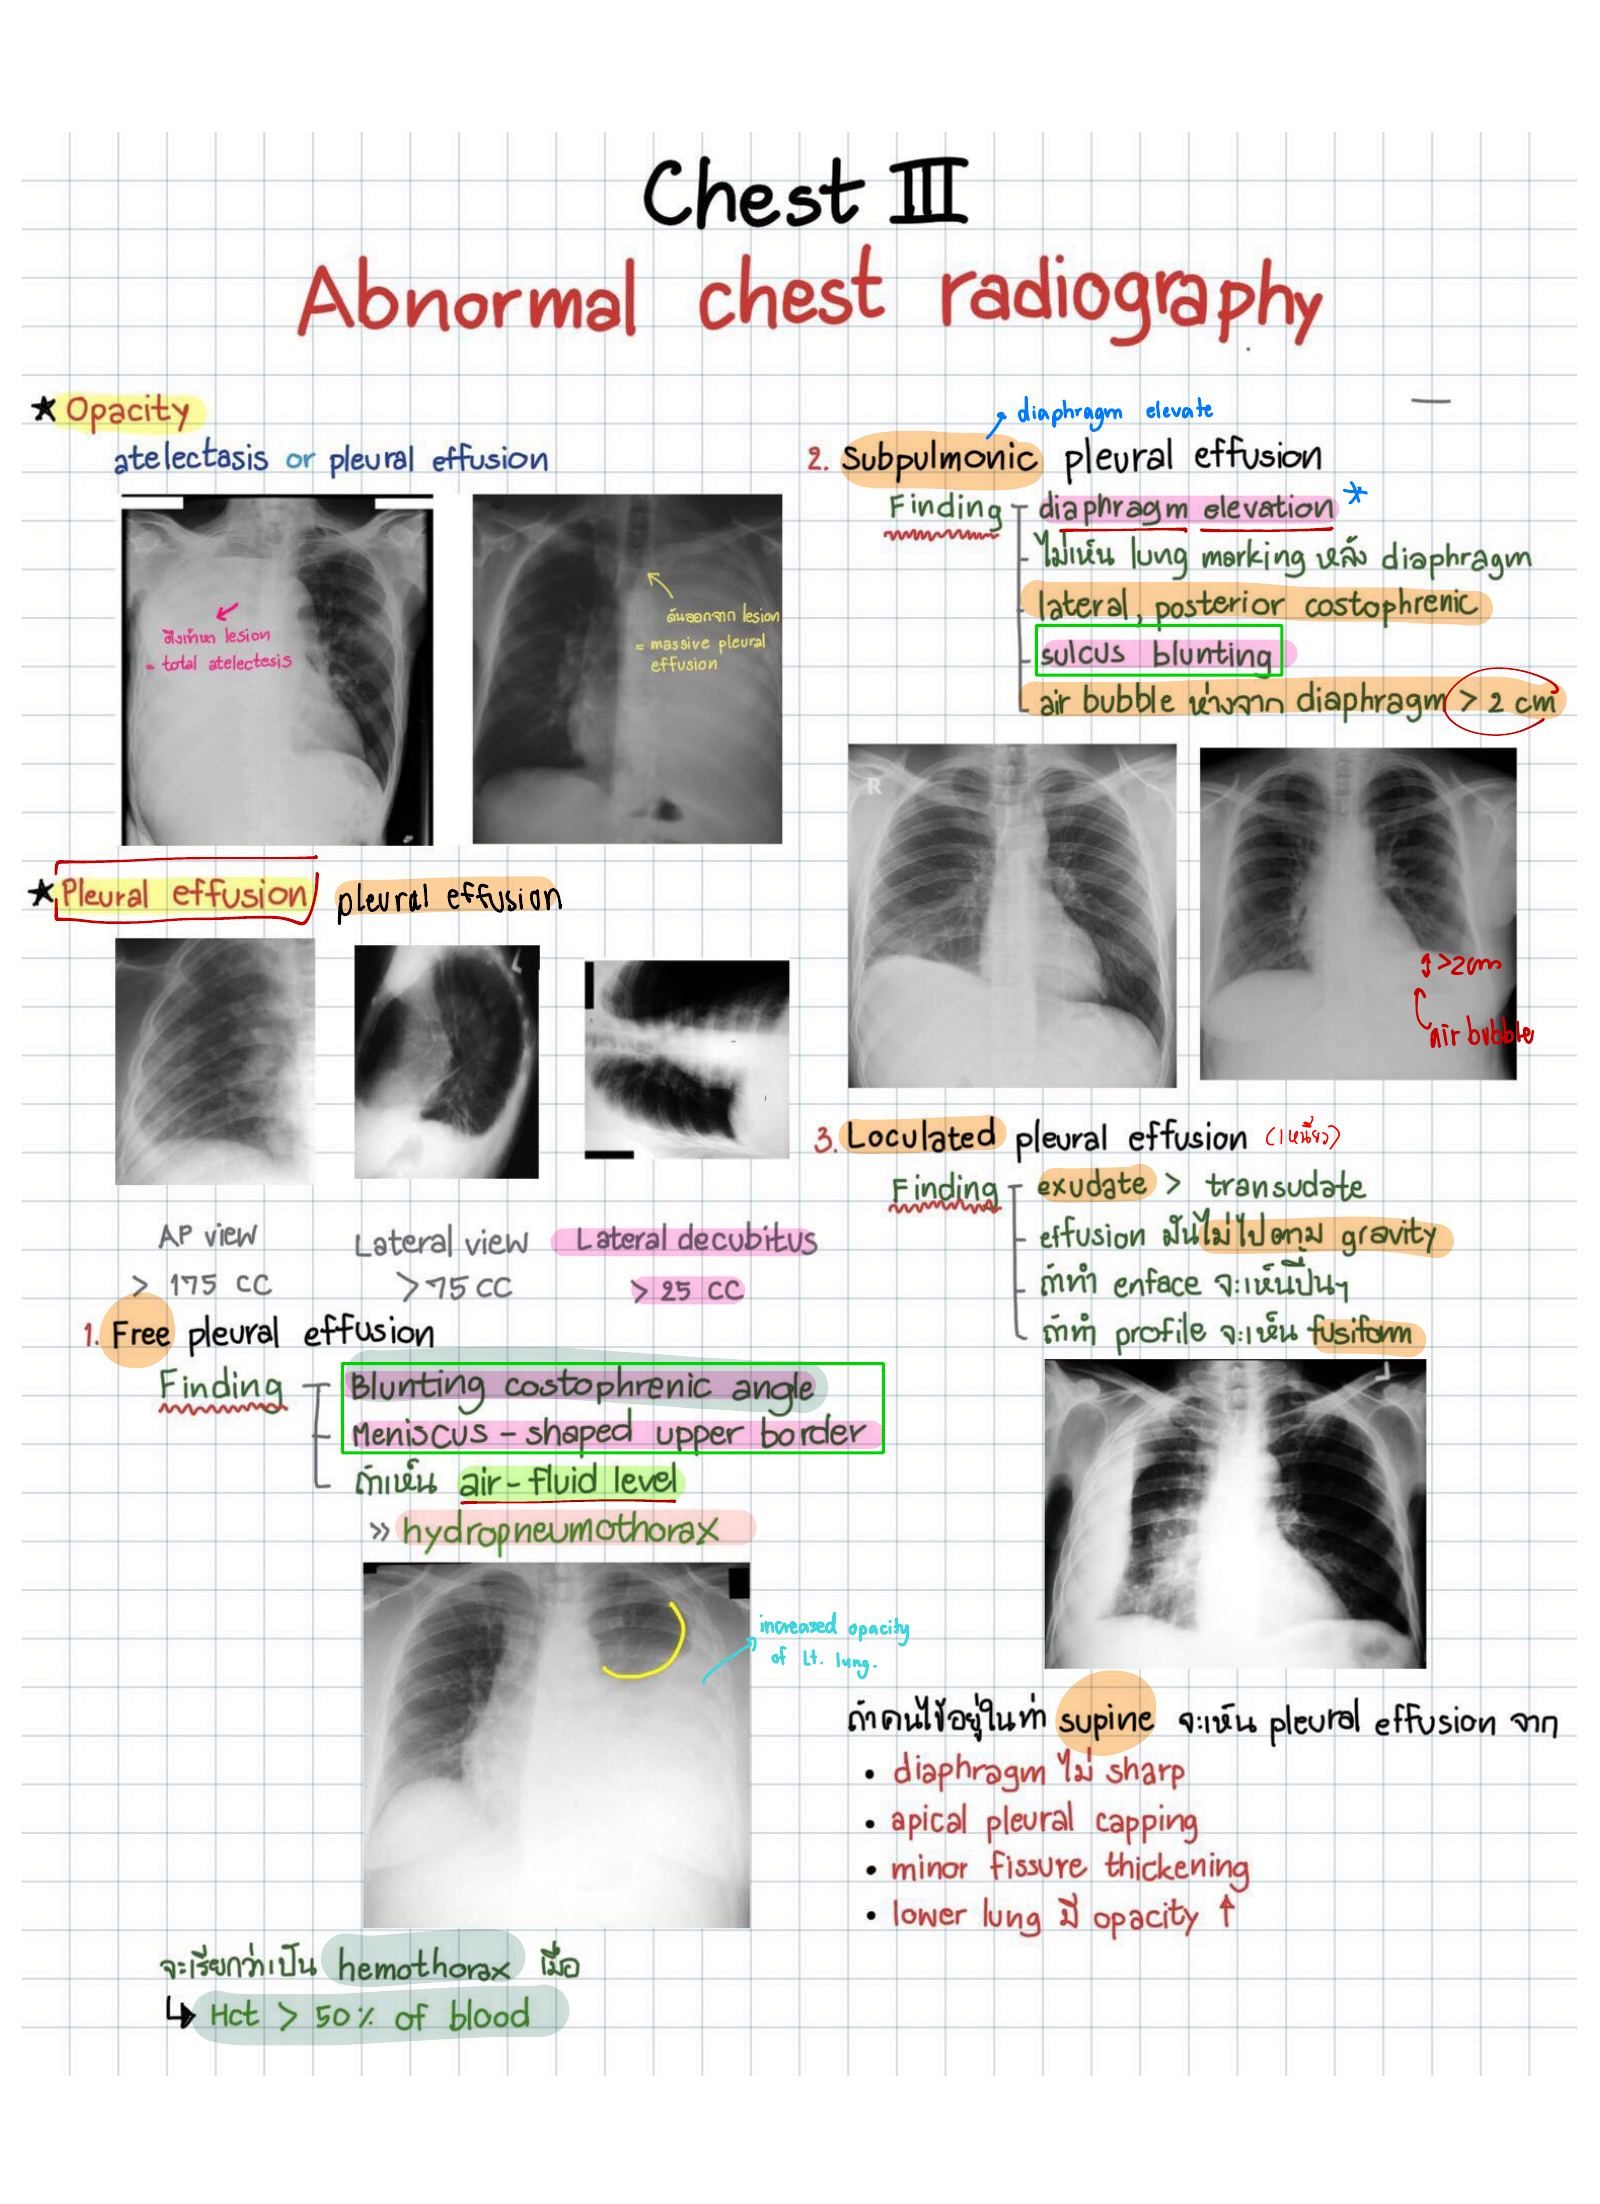 Chest III
Abnormal chest radiography
★ Opacity
atelectasis or pleural effusion
ดึงเข้าหา lesion
= total atelectesis
ดันออกจาก lesion
= massive pleural
effusion
★ Pleural effusion pleural effusion
L
AP view
> 175 CC
Lateral view
> 75 CC
Lateral decubitus
> 25 CC
1. Free pleural effusion
Finding
Blunting costophrenic angle
Meniscus - shaped upper border
ถ้าเห็น air - fluid level
» hydropneumothorax
increased opacity
of Lt. lung.
จะเรียกว่าเป็น hemothorax เมื่อ
↳ Hct > 50% of blood
diaphragm elevate
2. Subpulmonic pleural effusion
Finding
diaphragm elevation *
ไม่เห็น lung marking หลัง diaphragm
lateral, posterior costophrenic
sulcus blunting
air bubble ห่างจาก diaphragm > 2 cm
R
↕ >2cm
air bubble
3. Loculated pleural effusion (เหนียว)
Finding
exudate > transudate
effusion มันไม่ไปตาม gravity
ถ้าทำ enface จะเห็นปื้นๆ
ถ้าทำ profile จะเห็น fusiform
L
ถ้าคนไข้อยู่ในท่า supine จะเห็น pleural effusion จาก
• diaphragm ไม่ sharp
• apical pleural capping
• minor fissure thickening
• lower lung มี opacity ↑